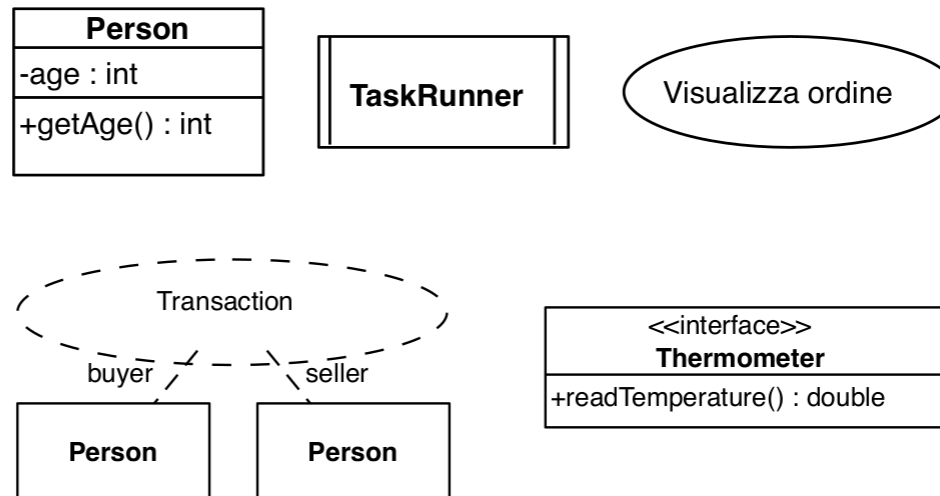 Person
-age : int
+getAge() : int
TaskRunner
Visualizza ordine
Transaction
buyer
seller
Person
Person
<<interface>>
Thermometer
+readTemperature() : double